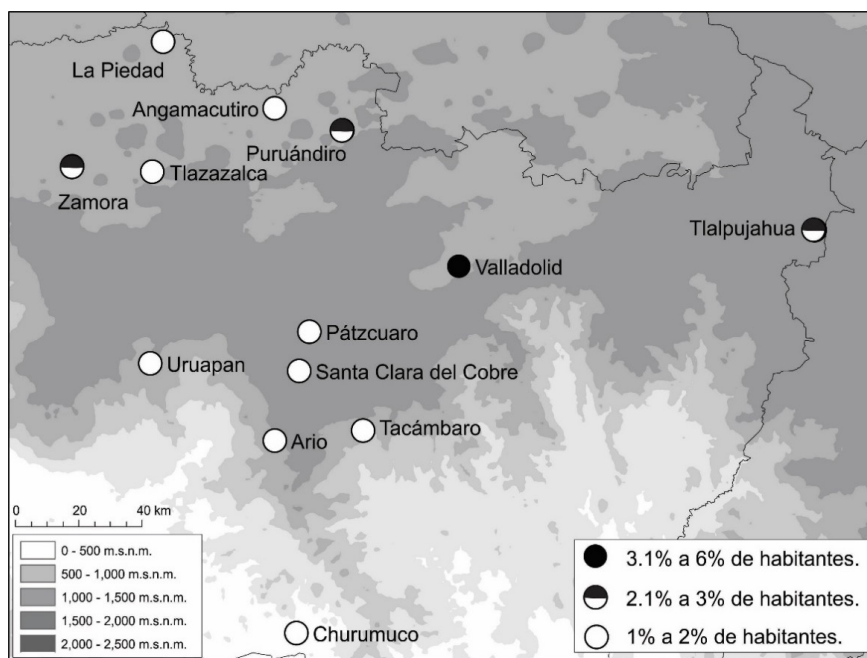 La Piedad
Angamacutiro
Puruándiro
Tlazazalca
Zamora
Tlalpujahua
Valladolid
Pátzcuaro
Uruapan
Santa Clara del Cobre
Tacámbaro
Ario
0 20 40 km
0 - 500 m.s.n.m.
500 - 1,000 m.s.n.m.
1,000 - 1,500 m.s.n.m.
1,500 - 2,000 m.s.n.m.
2,000 - 2,500 m.s.n.m.
Churumuco
3.1% a 6% de habitantes.
2.1% a 3% de habitantes.
1% a 2% de habitantes.